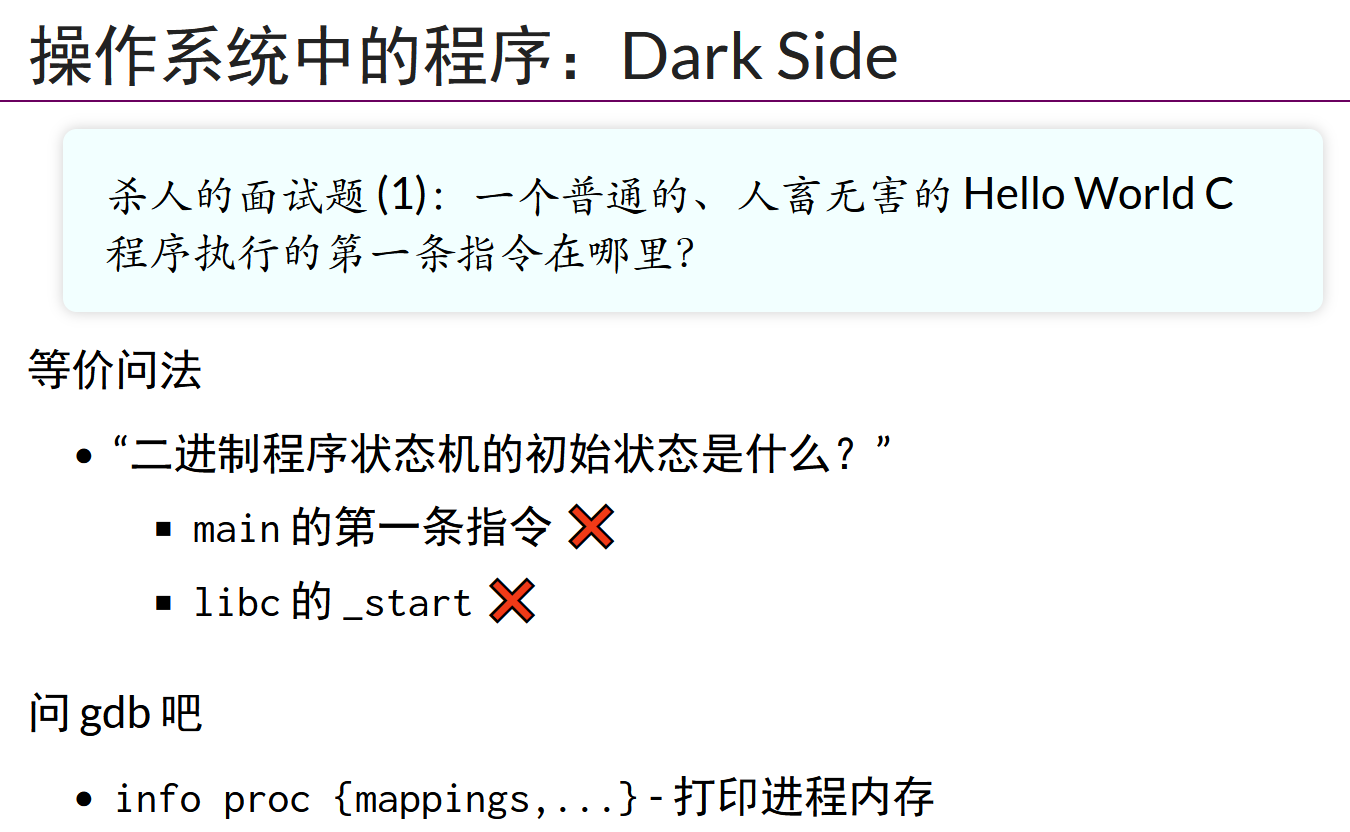 操作系统中的程序：Dark Side
杀人的面试题 (1)：一个普通的、人畜无害的 Hello World C
程序执行的第一条指令在哪里？
等价问法
“二进制程序状态机的初始状态是什么？”
main 的第一条指令 ❌
libc 的 _start ❌
问 gdb 吧
info proc {mappings,...} - 打印进程内存